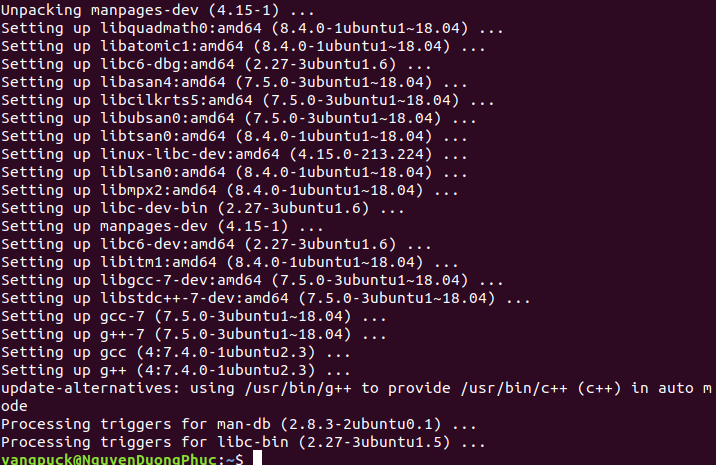 Unpacking manpages-dev (4.15-1) ...
Setting up libquadmath0:amd64 (8.4.0-1ubuntu1~18.04) ...
Setting up libatomic1:amd64 (8.4.0-1ubuntu1~18.04) ...
Setting up libc6-dbg:amd64 (2.27-3ubuntu1.6) ...
Setting up libasan4:amd64 (7.5.0-3ubuntu1~18.04) ...
Setting up libcilkrts5:amd64 (7.5.0-3ubuntu1~18.04) ...
Setting up libubsan0:amd64 (7.5.0-3ubuntu1~18.04) ...
Setting up libtsan0:amd64 (8.4.0-1ubuntu1~18.04) ...
Setting up linux-libc-dev:amd64 (4.15.0-213.224) ...
Setting up liblsan0:amd64 (8.4.0-1ubuntu1~18.04) ...
Setting up libmpx2:amd64 (8.4.0-1ubuntu1~18.04) ...
Setting up libc-dev-bin (2.27-3ubuntu1.6) ...
Setting up manpages-dev (4.15-1) ...
Setting up libc6-dev:amd64 (2.27-3ubuntu1.6) ...
Setting up libitm1:amd64 (8.4.0-1ubuntu1~18.04) ...
Setting up libgcc-7-dev:amd64 (7.5.0-3ubuntu1~18.04) ...
Setting up libstdc++-7-dev:amd64 (7.5.0-3ubuntu1~18.04) ...
Setting up gcc-7 (7.5.0-3ubuntu1~18.04) ...
Setting up g++-7 (7.5.0-3ubuntu1~18.04) ...
Setting up gcc (4:7.4.0-1ubuntu2.3) ...
Setting up g++ (4:7.4.0-1ubuntu2.3) ...
update-alternatives: using /usr/bin/g++ to provide /usr/bin/c++ (c++) in auto m
ode
Processing triggers for man-db (2.8.3-2ubuntu0.1) ...
Processing triggers for libc-bin (2.27-3ubuntu1.5) ...
yangpuck@NguyenDuongPhuc:~$